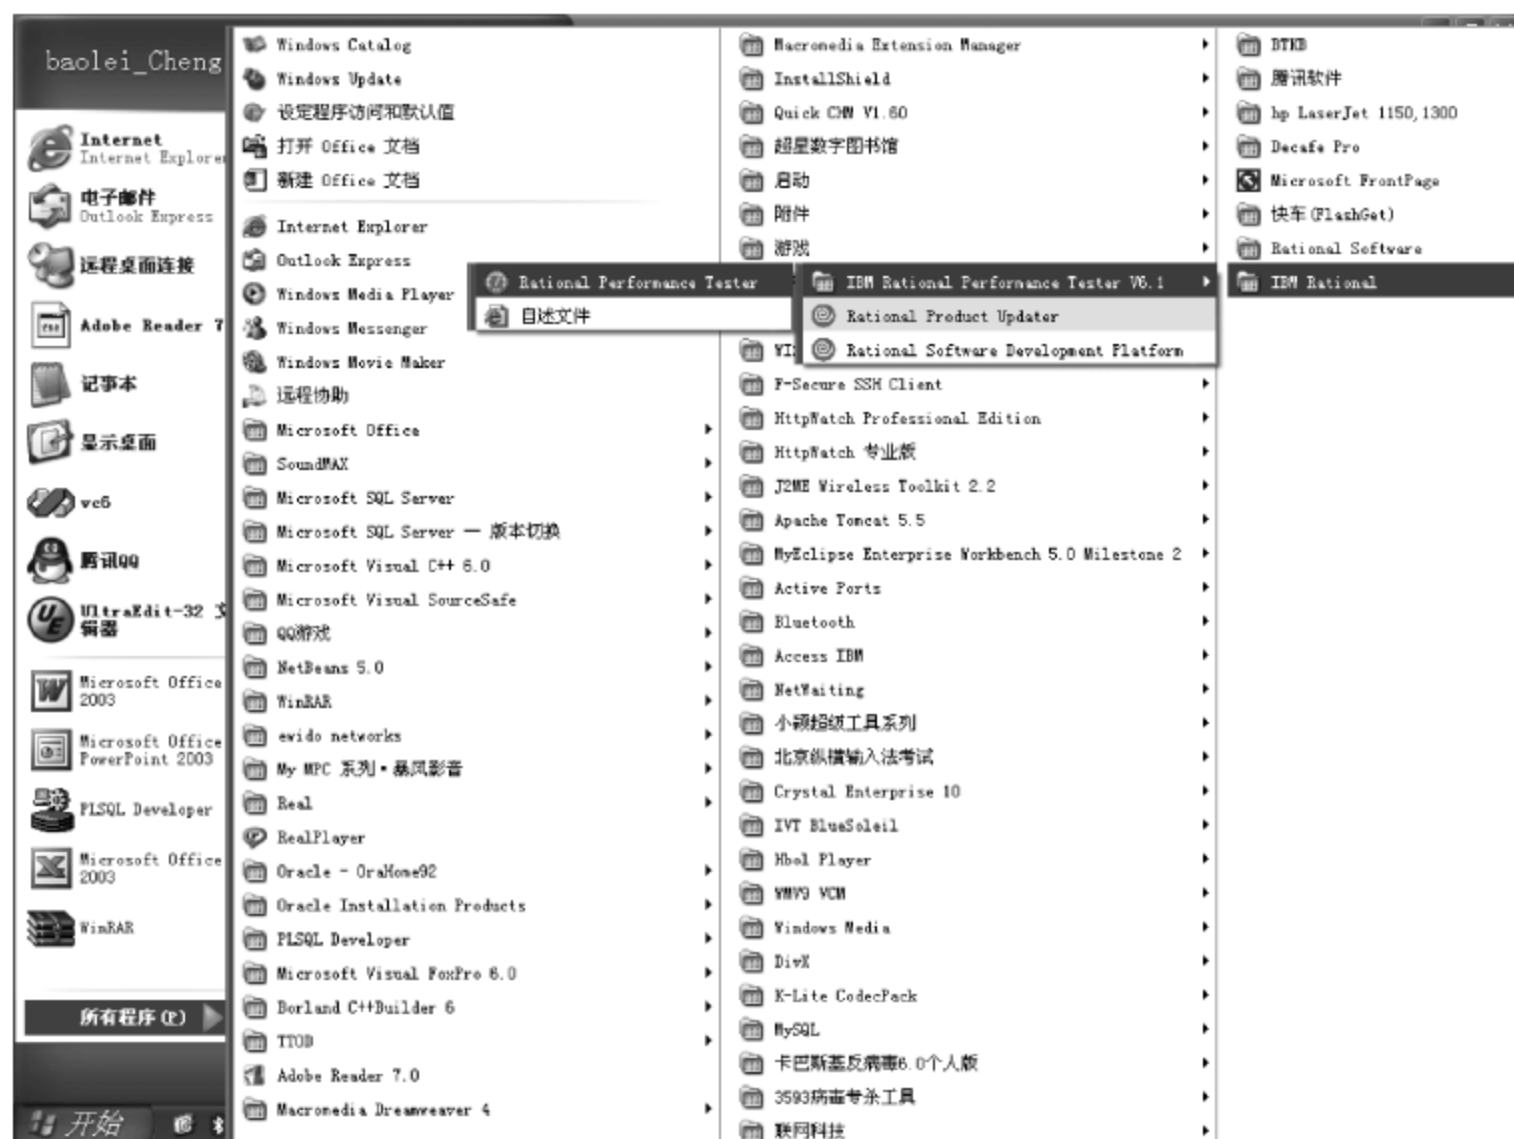 baolei_Cheng
Internet
Internet Explorer
电子邮件
Outlook Express
远程桌面连接
Adobe Reader 7
记事本
显示桌面
vc6
腾讯QQ
UltraEdit-32 文
辑器
Microsoft Office
2003
Microsoft Office
PowerPoint 2003
PLSQL Developer
Microsoft Office
2003
WinRAR
所有程序(P)
开始
Windows Catalog
Windows Update
设定程序访问和默认值
打开 Office 文档
新建 Office 文档
Internet Explorer
Outlook Express
Windows Media Player
Windows Messenger
Windows Movie Maker
远程协助
Microsoft Office
SoundMAX
Microsoft SQL Server
Microsoft SQL Server — 版本切换
Microsoft Visual C++ 6.0
Microsoft Visual SourceSafe
QQ游戏
NetBeans 5.0
WinRAR
ewido networks
My MPC 系列·暴风影音
Real
RealPlayer
Oracle - OraHome92
Oracle Installation Products
PLSQL Developer
Microsoft Visual FoxPro 6.0
Borland C++Builder 6
TTOD
Adobe Reader 7.0
Macromedia Dreamweaver 4
Rational Performance Tester
自述文件
Macromedia Extension Manager
InstallShield
Quick CHM V1.60
超星数字图书馆
启动
附件
游戏
IBM Rational Performance Tester V6.1
Rational Product Updater
Rational Software Development Platform
F-Secure SSH Client
HttpWatch Professional Edition
HttpWatch 专业版
J2ME Wireless Toolkit 2.2
Apache Tomcat 5.5
MyEclipse Enterprise Workbench 5.0 Milestone 2
Active Ports
Bluetooth
Access IBM
NetWaiting
小颖超级工具系列
北京纵横输入法考试
Crystal Enterprise 10
IVT BlueSoleil
Hbol Player
WMV9 VCM
Windows Media
DivX
K-Lite CodecPack
MySQL
卡巴斯基反病毒6.0个人版
3593病毒专杀工具
联网科技
BTKB
腾讯软件
hp LaserJet 1150,1300
Decafe Pro
Microsoft FrontPage
快车(FlashGet)
Rational Software
IBM Rational